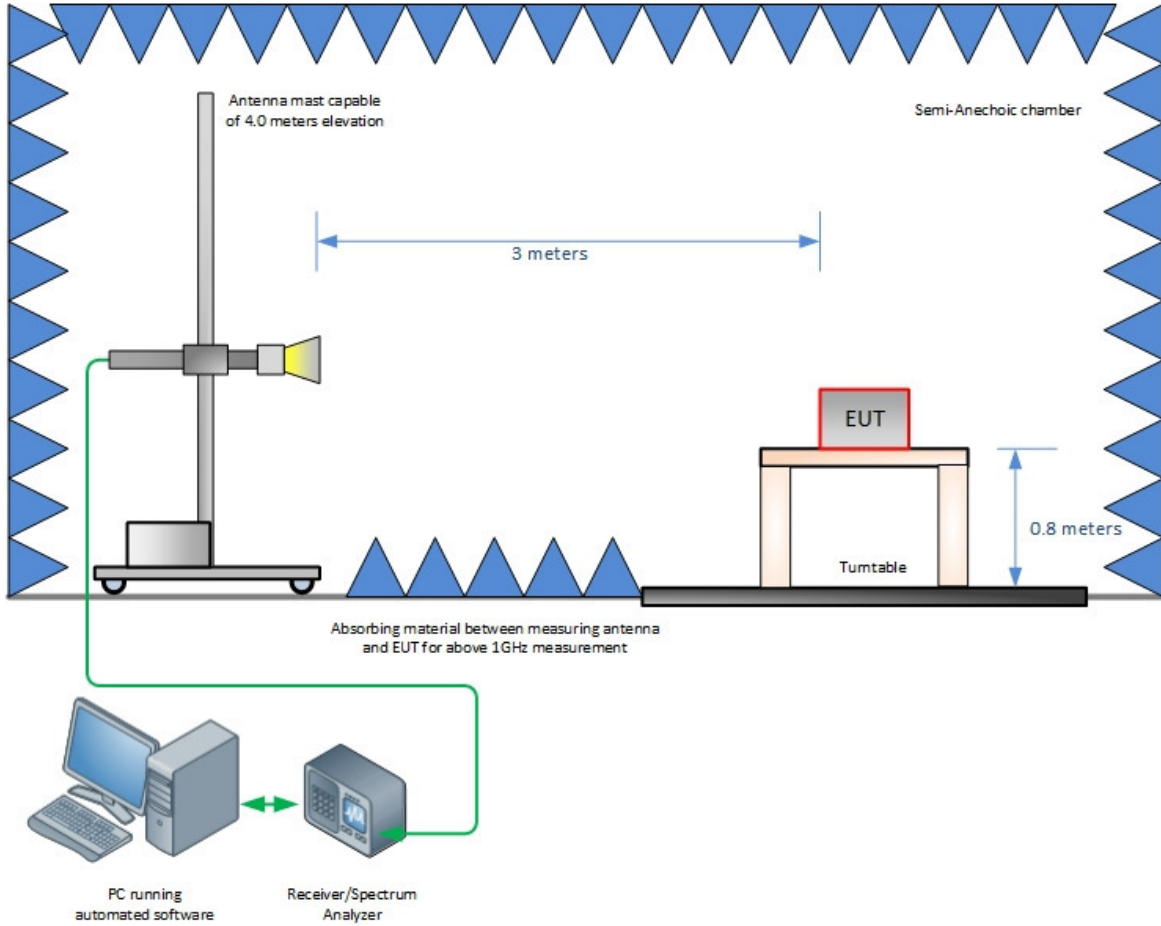 Antenna mast capable
of 4.0 meters elevation
Semi-Anechoic chamber
3 meters
EUT
0.8 meters
Turntable
Absorbing material between measuring antenna
and EUT for above 1GHz measurement
PC running
automated software
Receiver/Spectrum
Analyzer